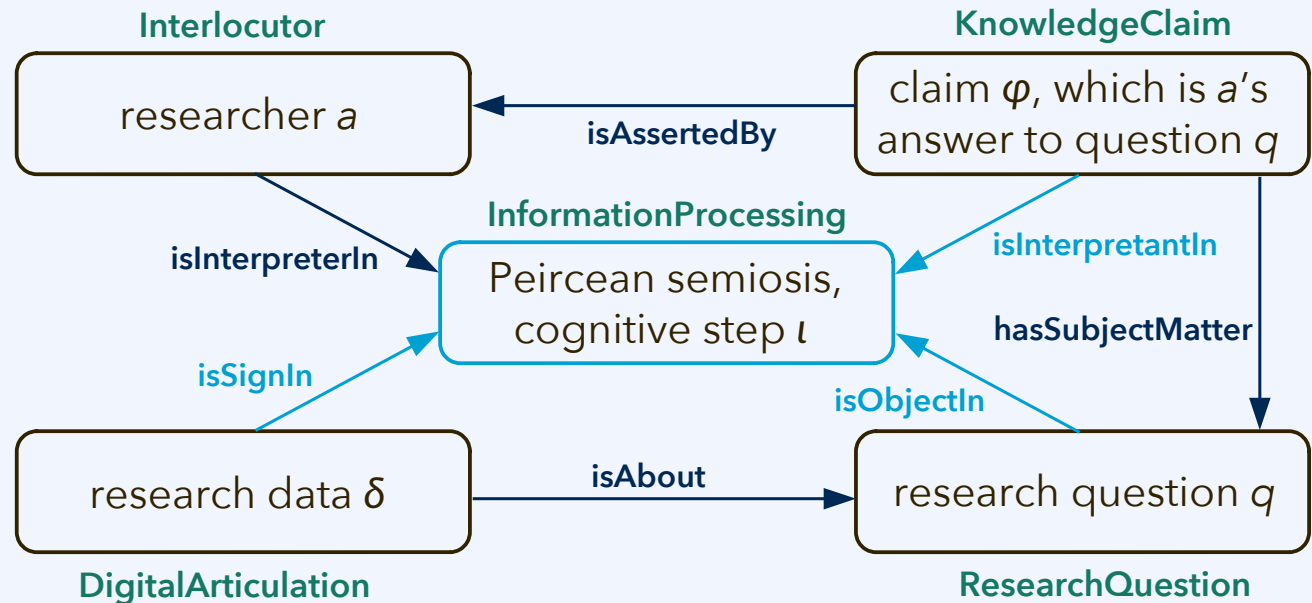 Interlocutor
KnowledgeClaim
researcher a
isAssertedBy
claim φ, which is a’s
answer to question q
InformationProcessing
isInterpreterIn
isInterpretantIn
Peircean semiosis,
cognitive step ι
hasSubjectMatter
isSignIn
isObjectIn
research data δ
isAbout
research question q
DigitalArticulation
ResearchQuestion